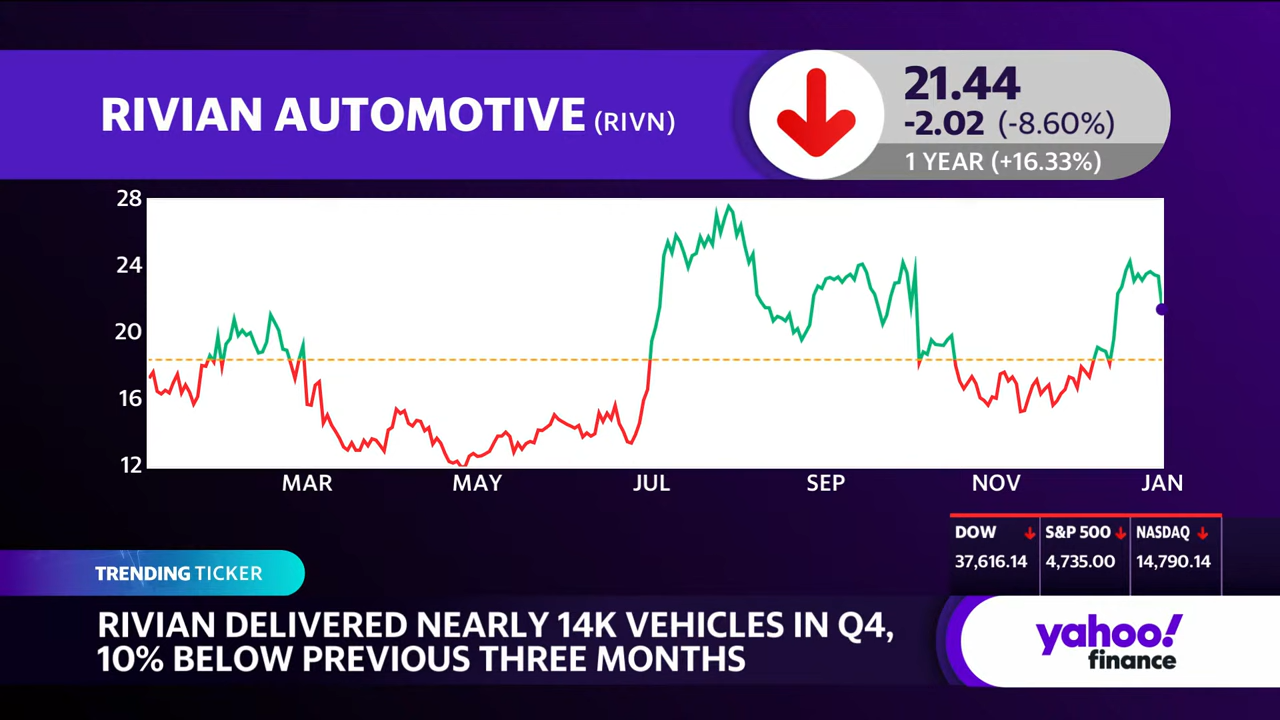 RIVIAN AUTOMOTIVE (RIVN)
21.44
-2.02 (-8.60%)
1 YEAR (+16.33%)
28
24
20
16
12
MAR MAY JUL SEP NOV JAN
DOW S&P 500 NASDAQ
37,616.14 4,735.00 14,790.14
TRENDING TICKER
RIVIAN DELIVERED NEARLY 14K VEHICLES IN Q4,
10% BELOW PREVIOUS THREE MONTHS
yahoo!
finance